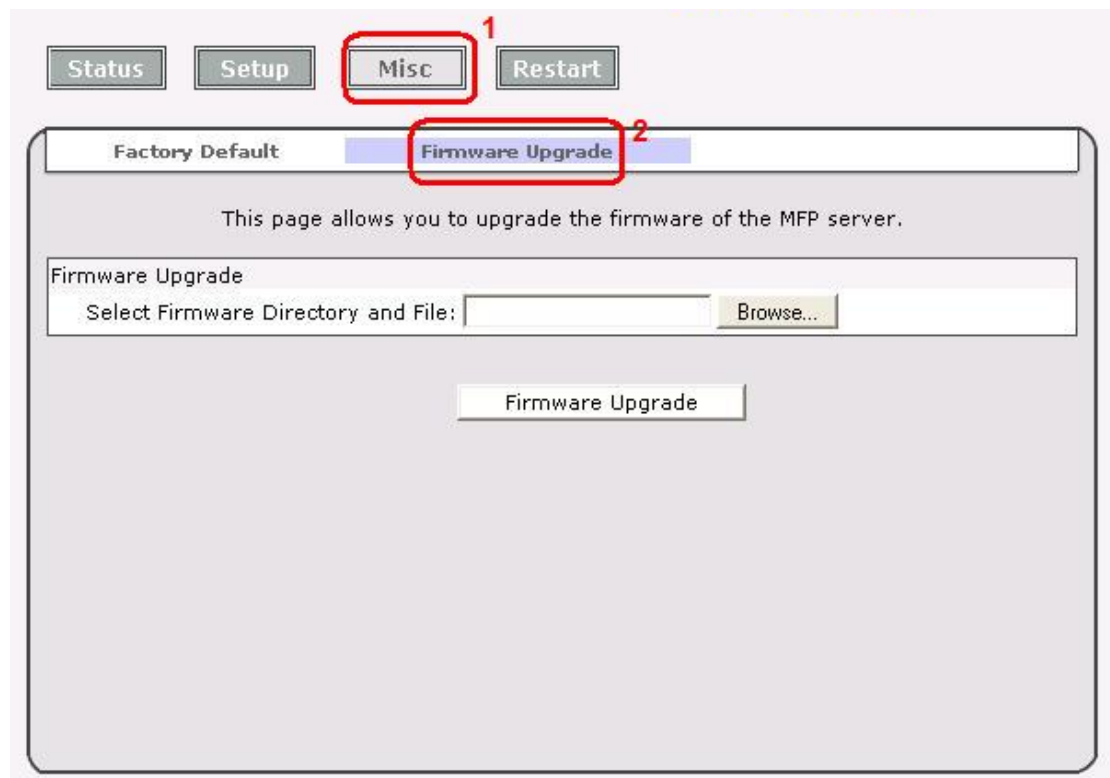 1
Status Setup Misc Restart
2
Factory Default Firmware Upgrade
This page allows you to upgrade the firmware of the MFP server.
Firmware Upgrade
Select Firmware Directory and File: Browse...
Firmware Upgrade